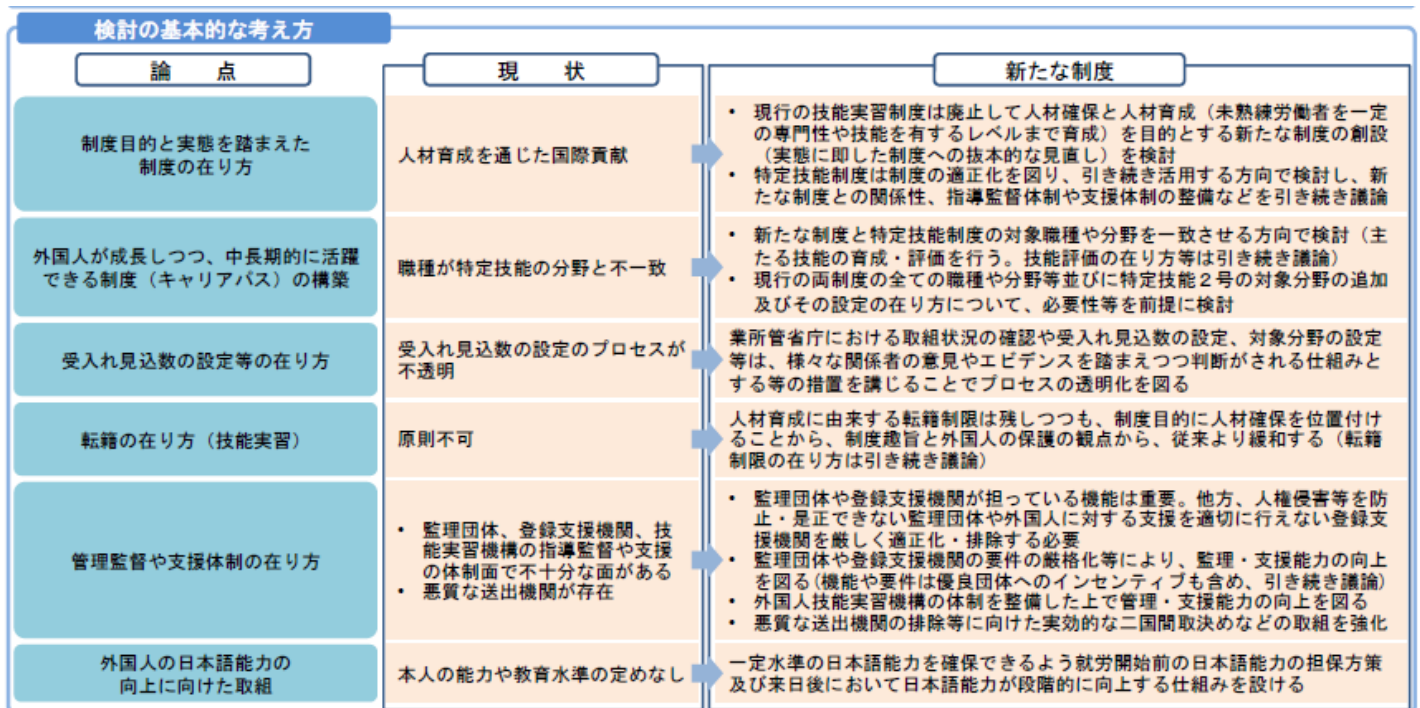 検討の基本的な考え方
論　点
現　状
新たな制度
制度目的と実態を踏まえた
制度の在り方
人材育成を通じた国際貢献
• 現行の技能実習制度は廃止して人材確保と人材育成（未熟練労働者を一定
の専門性や技能を有するレベルまで育成）を目的とする新たな制度の創設
（実態に即した制度への抜本的な見直し）を検討
• 特定技能制度は制度の適正化を図り、引き続き活用する方向で検討し、新
たな制度との関係性、指導監督体制や支援体制の整備などを引き続き議論
外国人が成長しつつ、中長期的に活躍
できる制度（キャリアパス）の構築
職種が特定技能の分野と不一致
• 新たな制度と特定技能制度の対象職種や分野を一致させる方向で検討（主
たる技能の育成・評価を行う。技能評価の在り方等は引き続き議論）
• 現行の両制度の全ての職種や分野等並びに特定技能２号の対象分野の追加
及びその設定の在り方について、必要性等を前提に検討
受入れ見込数の設定等の在り方
受入れ見込数の設定のプロセスが
不透明
業所管省庁における取組状況の確認や受入れ見込数の設定、対象分野の設定
等は、様々な関係者の意見やエビデンスを踏まえつつ判断がされる仕組みと
する等の措置を講じることでプロセスの透明化を図る
転籍の在り方（技能実習）
原則不可
人材育成に由来する転籍制限は残しつつも、制度目的に人材確保を位置付け
ることから、制度趣旨と外国人の保護の観点から、従来より緩和する（転籍
制限の在り方は引き続き議論）
管理監督や支援体制の在り方
• 監理団体、登録支援機関、技
能実習機構の指導監督や支援
の体制面で不十分な面がある
• 悪質な送出機関が存在
• 監理団体や登録支援機関が担っている機能は重要。他方、人権侵害等を防
止・是正できない監理団体や外国人に対する支援を適切に行えない登録支
援機関を厳しく適正化・排除する必要
• 監理団体や登録支援機関の要件の厳格化等により、監理・支援能力の向上
を図る(機能や要件は優良団体へのインセンティブも含め、引き続き議論)
• 外国人技能実習機構の体制を整備した上で管理・支援能力の向上を図る
• 悪質な送出機関の排除等に向けた実効的な二国間取決めなどの取組を強化
外国人の日本語能力の
向上に向けた取組
本人の能力や教育水準の定めなし
一定水準の日本語能力を確保できるよう就労開始前の日本語能力の担保方策
及び来日後において日本語能力が段階的に向上する仕組みを設ける